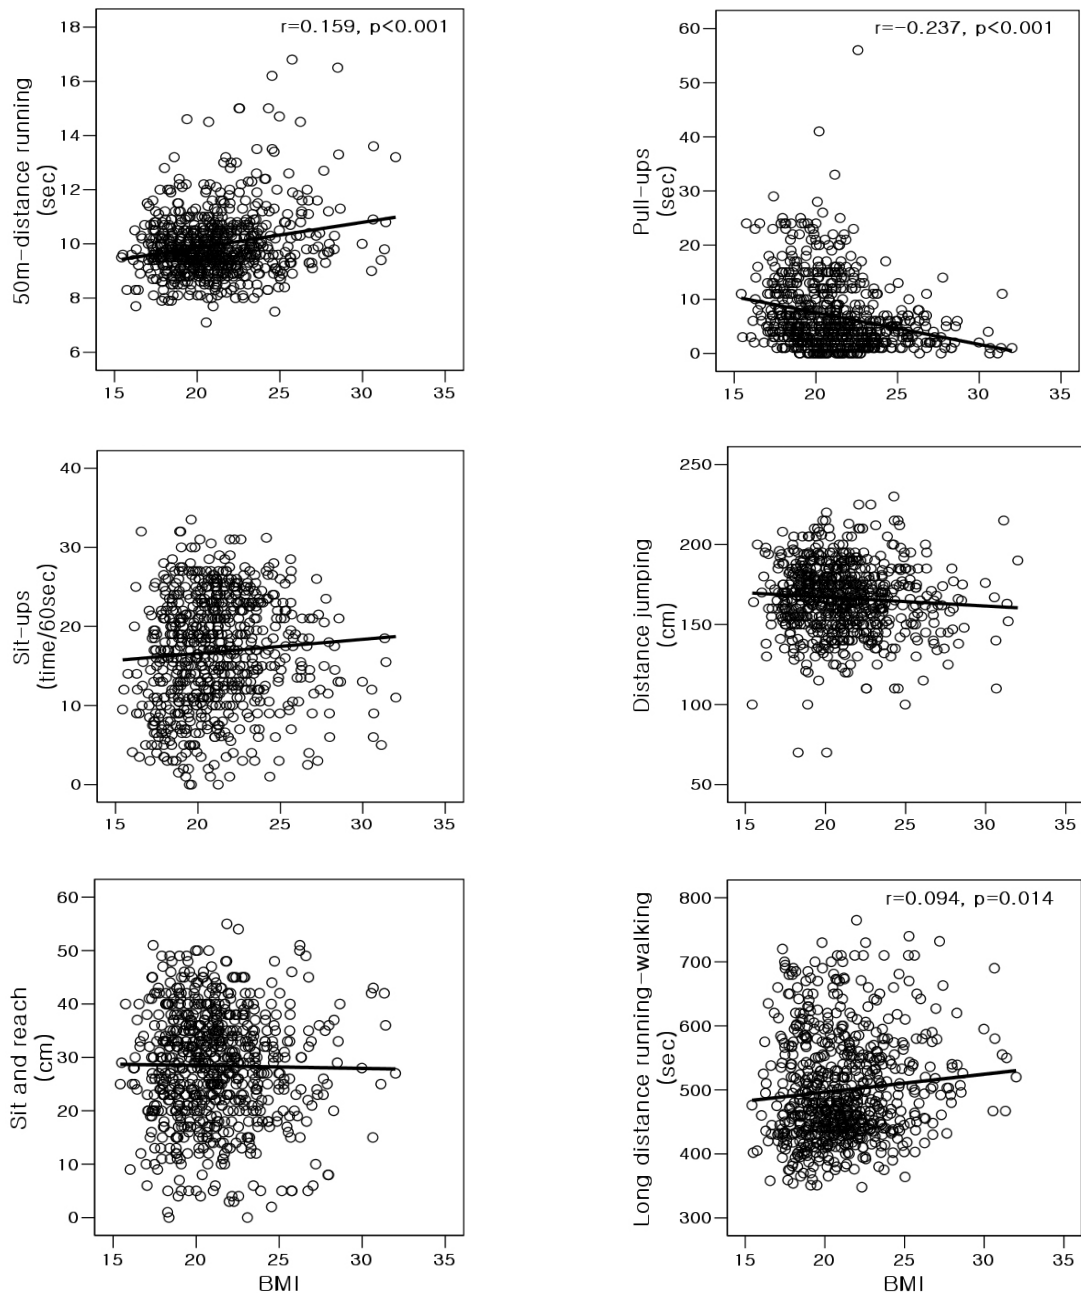 r=0.159, p<0.001
50m-distance running
(sec)
18
16
14
12
10
8
6
15 20 25 30 35
r=-0.237, p<0.001
Pull-ups
(sec)
60
50
40
30
20
10
0
15 20 25 30 35
Sit-ups
(time/60sec)
40
30
20
10
0
15 20 25 30 35
Distance jumping
(cm)
250
200
150
100
50
15 20 25 30 35
Sit and reach
(cm)
60
50
40
30
20
10
0
15 20 25 30 35
BMI
r=0.094, p=0.014
Long distance running-walking
(sec)
800
700
600
500
400
300
15 20 25 30 35
BMI